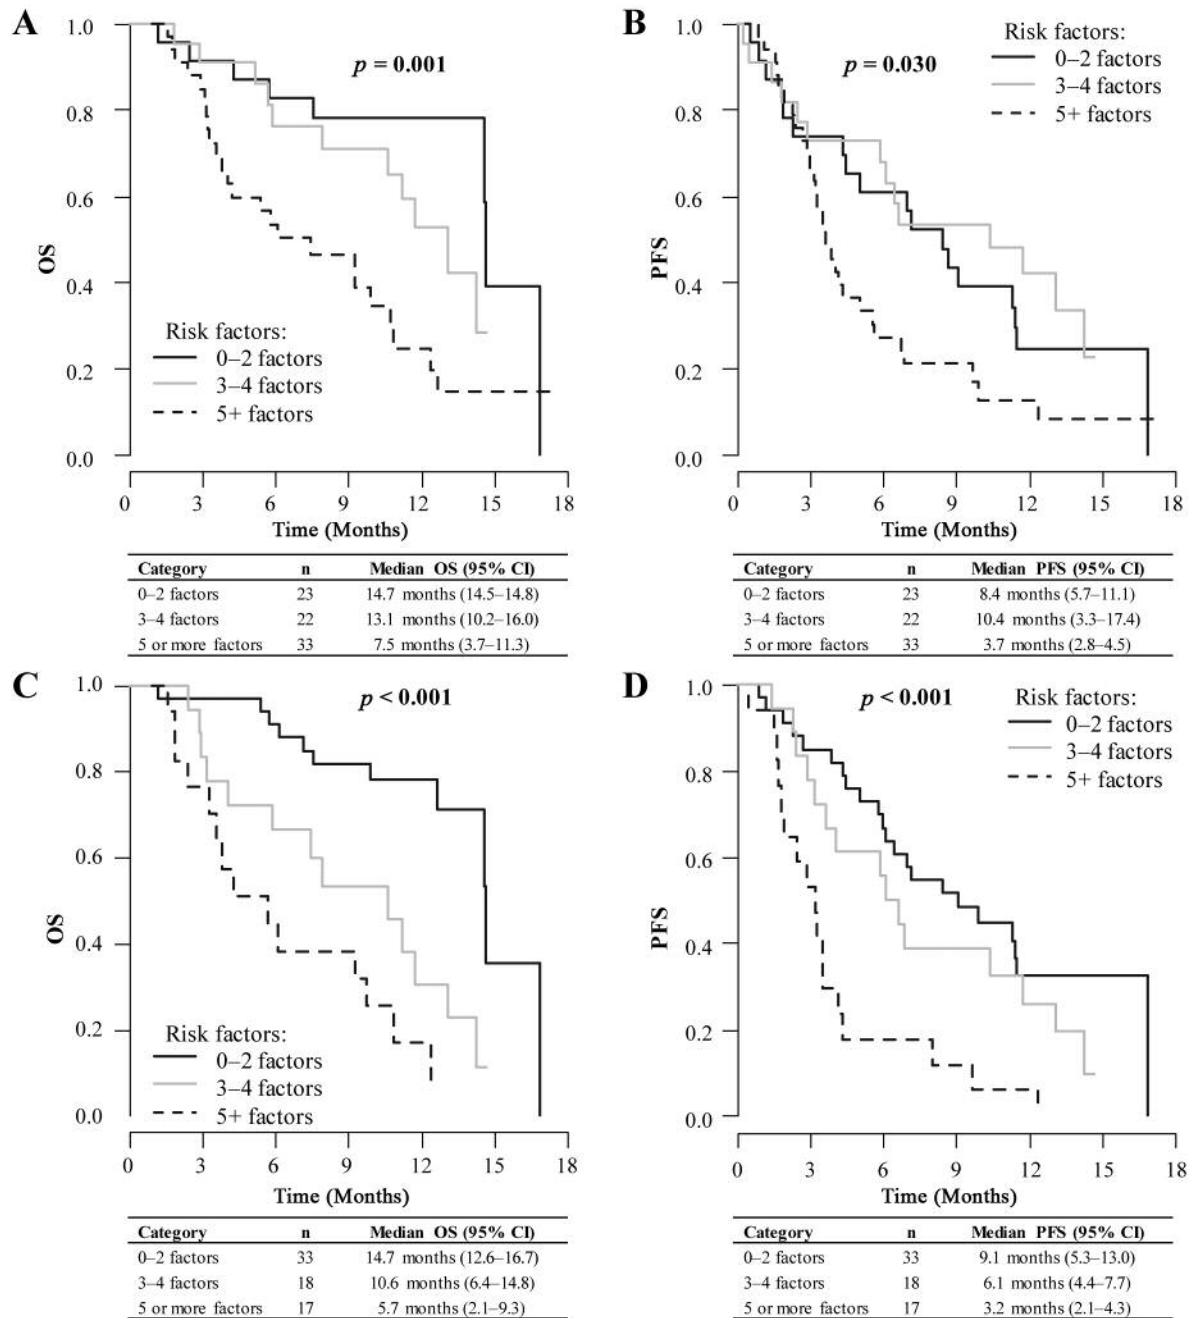 A
p = 0.001
1.0
0.8
0.6
0.4
0.2
0.0
OS
Risk factors:
0–2 factors
3–4 factors
5+ factors
0 3 6 9 12 15 18
Time (Months)
Category n Median OS (95% CI)
0–2 factors 23 14.7 months (14.5–14.8)
3–4 factors 22 13.1 months (10.2–16.0)
5 or more factors 33 7.5 months (3.7–11.3)
B
p = 0.030
Risk factors:
0–2 factors
3–4 factors
5+ factors
1.0
0.8
0.6
0.4
0.2
0.0
PFS
0 3 6 9 12 15 18
Time (Months)
Category n Median PFS (95% CI)
0–2 factors 23 8.4 months (5.7–11.1)
3–4 factors 22 10.4 months (3.3–17.4)
5 or more factors 33 3.7 months (2.8–4.5)
C
p < 0.001
1.0
0.8
0.6
0.4
0.2
0.0
OS
Risk factors:
0–2 factors
3–4 factors
5+ factors
0 3 6 9 12 15 18
Time (Months)
Category n Median OS (95% CI)
0–2 factors 33 14.7 months (12.6–16.7)
3–4 factors 18 10.6 months (6.4–14.8)
5 or more factors 17 5.7 months (2.1–9.3)
D
p < 0.001
Risk factors:
0–2 factors
3–4 factors
5+ factors
1.0
0.8
0.6
0.4
0.2
0.0
PFS
0 3 6 9 12 15 18
Time (Months)
Category n Median PFS (95% CI)
0–2 factors 33 9.1 months (5.3–13.0)
3–4 factors 18 6.1 months (4.4–7.7)
5 or more factors 17 3.2 months (2.1–4.3)